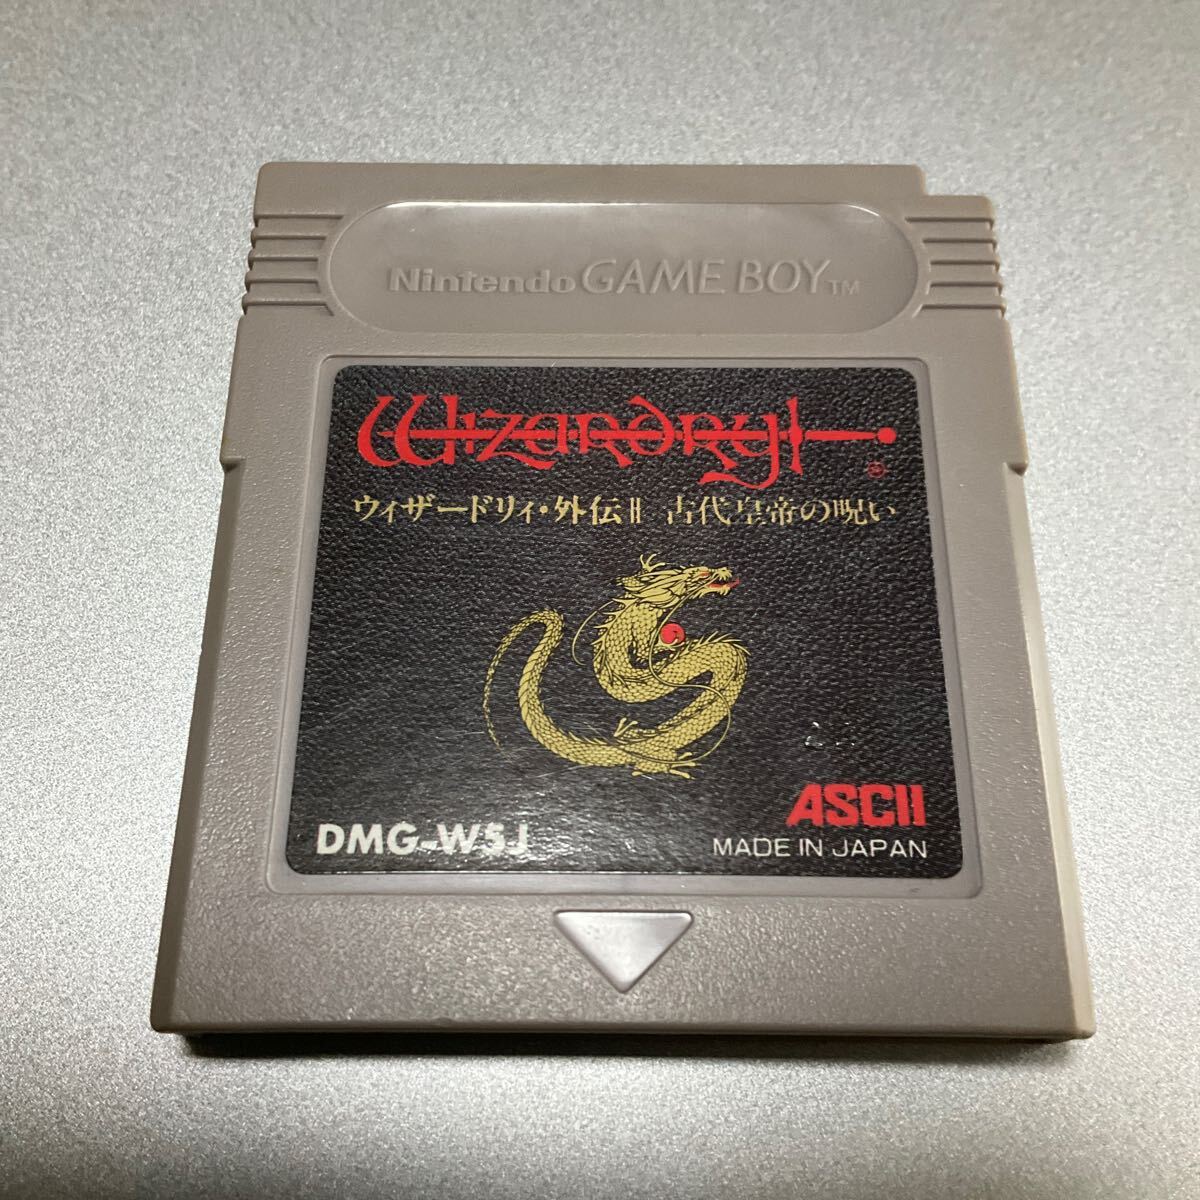 Nintendo GAME BOY™
Wizardry
®
ウィザードリィ・外伝II 古代皇帝の呪い
ASCII
DMG-W5J
MADE IN JAPAN